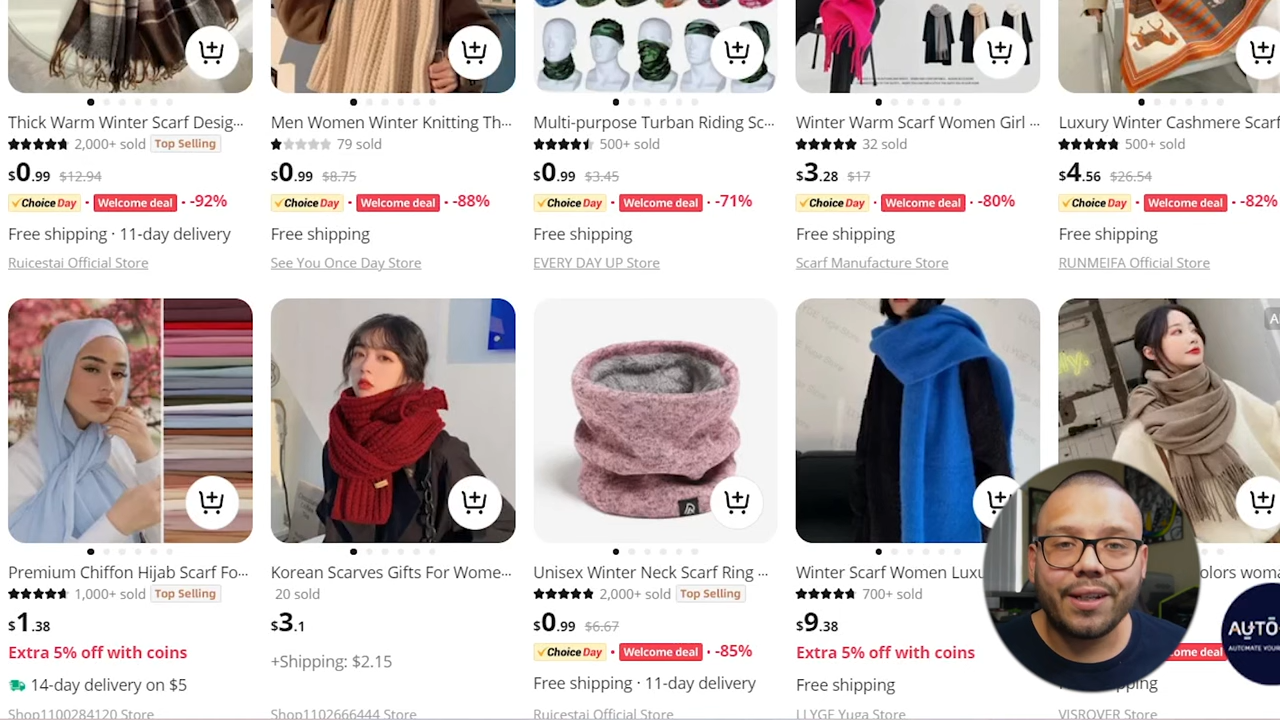 Thick Warm Winter Scarf Desig...
2,000+ sold Top Selling
$0.99 $12.94
Choice Day · Welcome deal · -92%
Free shipping · 11-day delivery
Ruicestai Official Store
Men Women Winter Knitting Th...
79 sold
$0.99 $8.75
Choice Day · Welcome deal · -88%
Free shipping
See You Once Day Store
Multi-purpose Turban Riding Sc...
500+ sold
$0.99 $3.45
Choice Day · Welcome deal · -71%
Free shipping
EVERY DAY UP Store
Winter Warm Scarf Women Girl ...
32 sold
$3.28 $17
Choice Day · Welcome deal · -80%
Free shipping
Scarf Manufacture Store
Luxury Winter Cashmere Scarf
500+ sold
$4.56 $26.54
Choice Day · Welcome deal · -82%
Free shipping
RUNMEIFA Official Store
Premium Chiffon Hijab Scarf Fo...
1,000+ sold Top Selling
$1.38
Extra 5% off with coins
14-day delivery on $5
Shop1100284120 Store
Korean Scarves Gifts For Wome...
20 sold
$3.1
+Shipping: $2.15
Shop1102666444 Store
Unisex Winter Neck Scarf Ring ...
2,000+ sold Top Selling
$0.99 $6.67
Choice Day · Welcome deal · -85%
Free shipping · 11-day delivery
Ruicestai Official Store
Winter Scarf Women Luxu
700+ sold
$9.38
Extra 5% off with coins
Free shipping
LLYGE Yuga Store
olors woma
ome deal
pping
VISROVER Store
AUTŌ
AUTOMATE YOUR